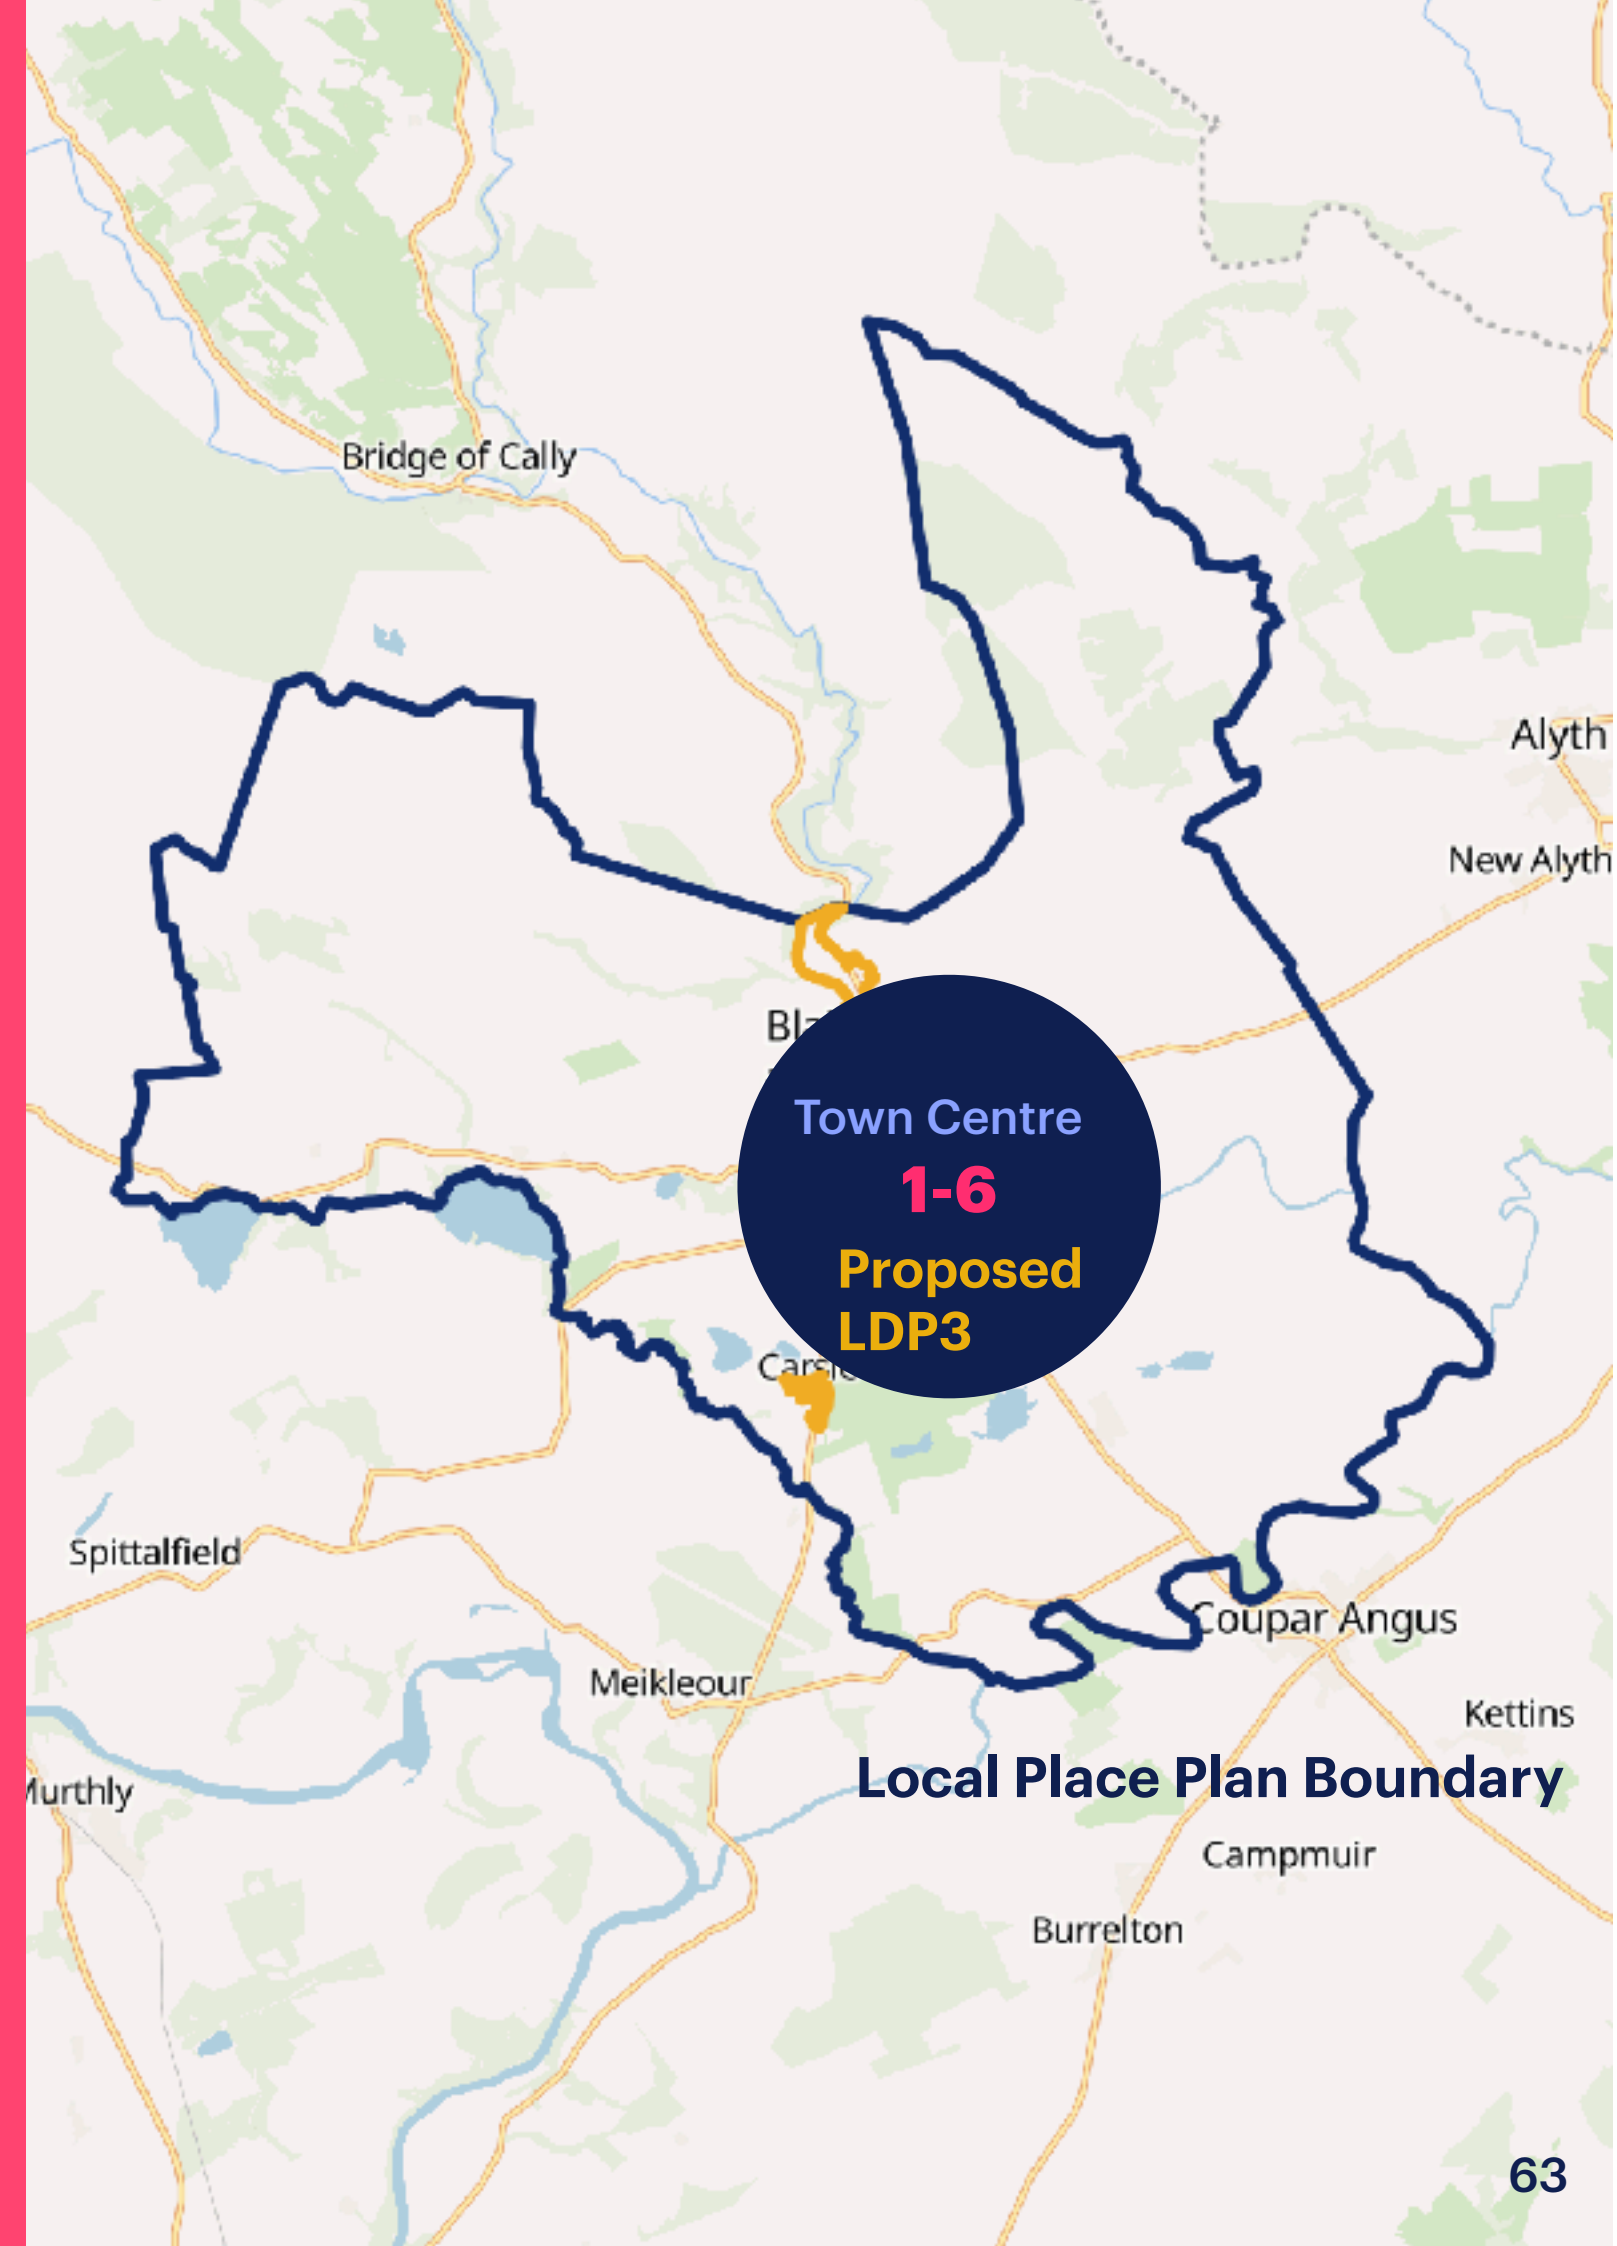 Bridge of Cally
Alyth
New Alyth
Town Centre
1-6
Proposed
LDP3
Spittalfield
Coupar Angus
Meikleour
Kettins
Local Place Plan Boundary
Campmuir
Burrelton
63